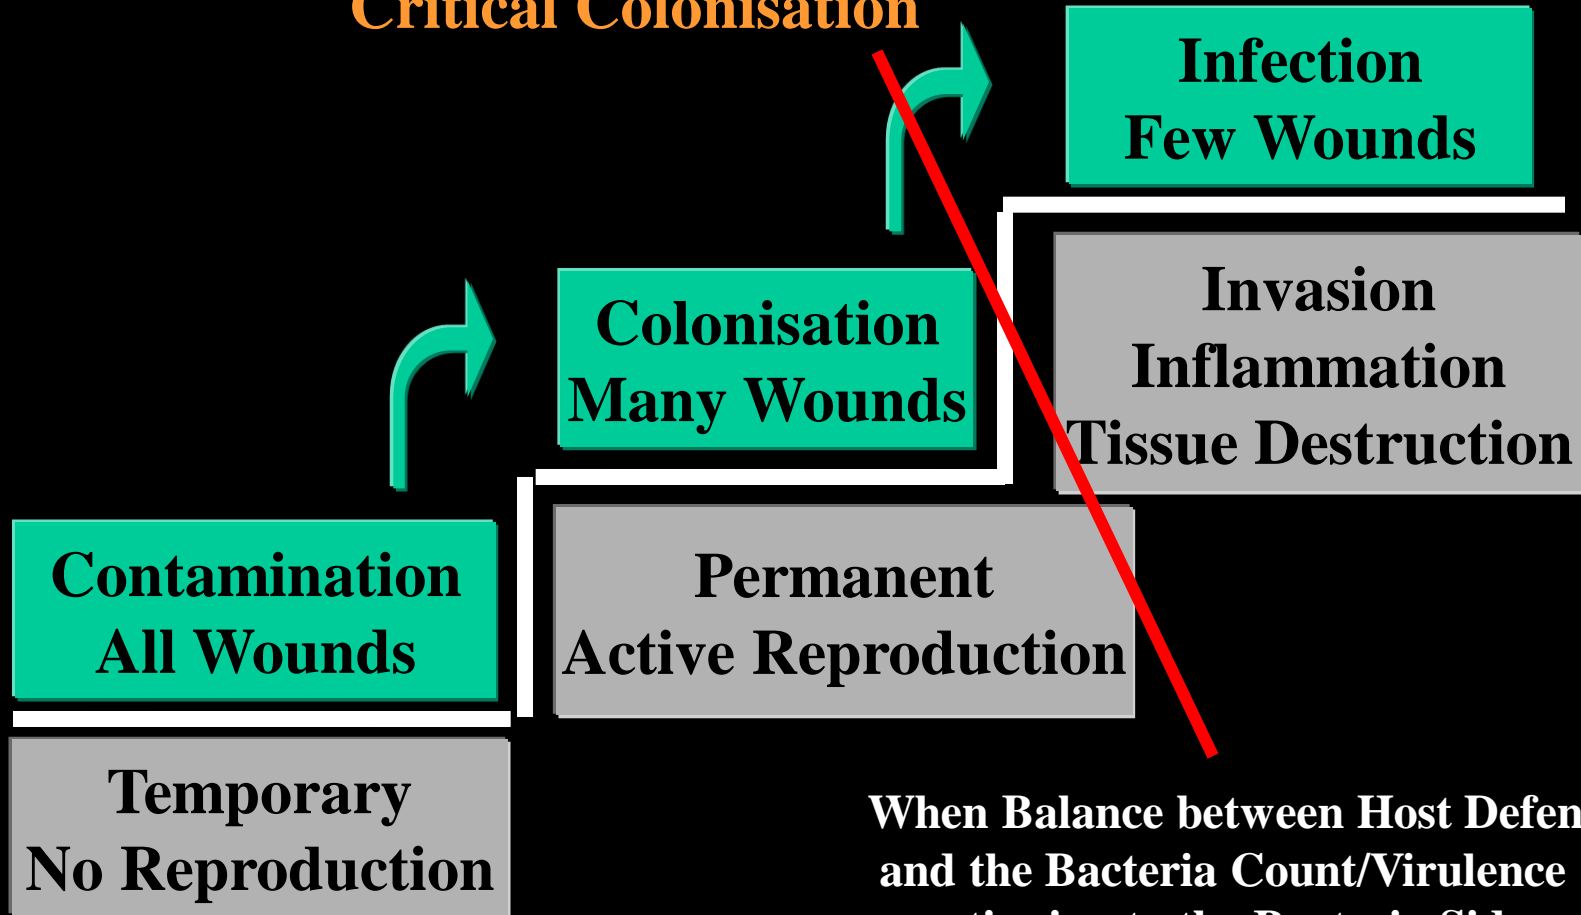 Critical Colonisation
Infection
Few Wounds
Invasion
Inflammation
Tissue Destruction
Colonisation
Many Wounds
Permanent
Active Reproduction
Contamination
All Wounds
Temporary
No Reproduction
When Balance between Host Defen
and the Bacteria Count/Virulence